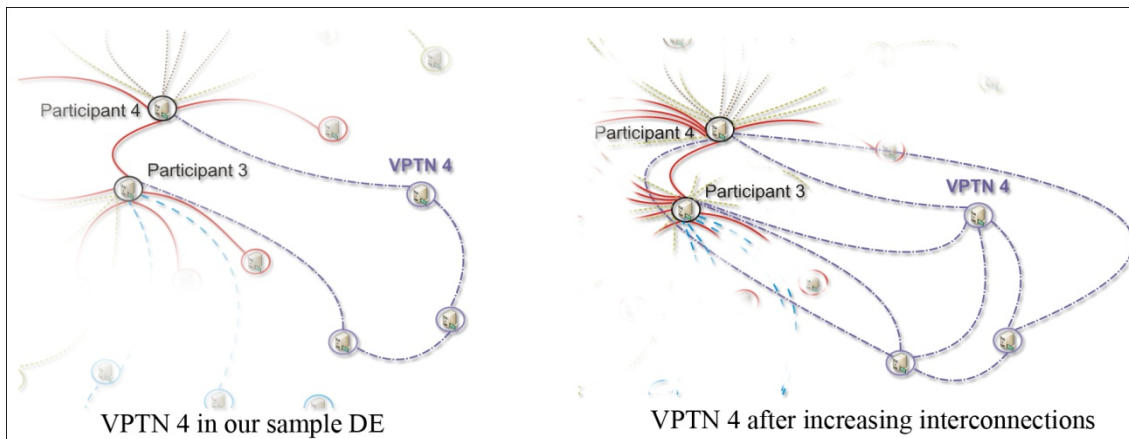 Participant 4
Participant 3
VPTN 4
VPTN 4 in our sample DE
Participant 4
Participant 3
VPTN 4
VPTN 4 after increasing interconnections